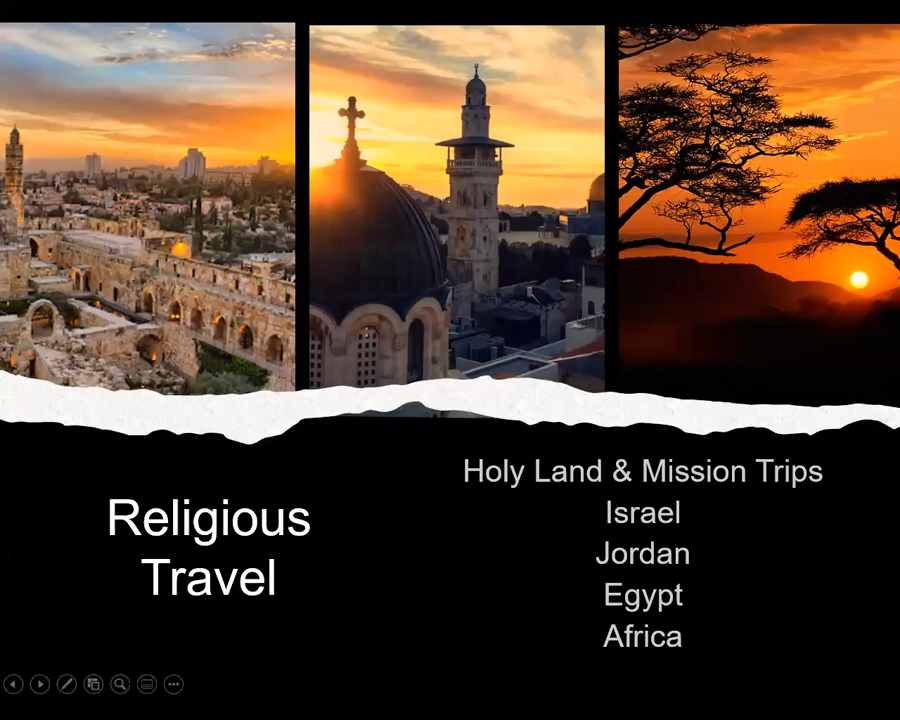 Religious
Travel
Holy Land & Mission Trips
Israel
Jordan
Egypt
Africa